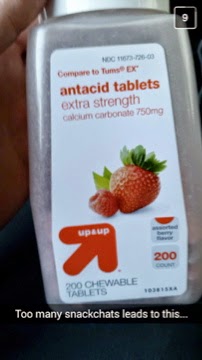 9
NDC 11673-726-03
Compare to Tums® EX™
antacid tablets
extra strength
calcium carbonate 750mg
up&up
assorted
berry
flavor
200
COUNT
200 CHEWABLE
TABLETS
Too many snackchats leads to this...